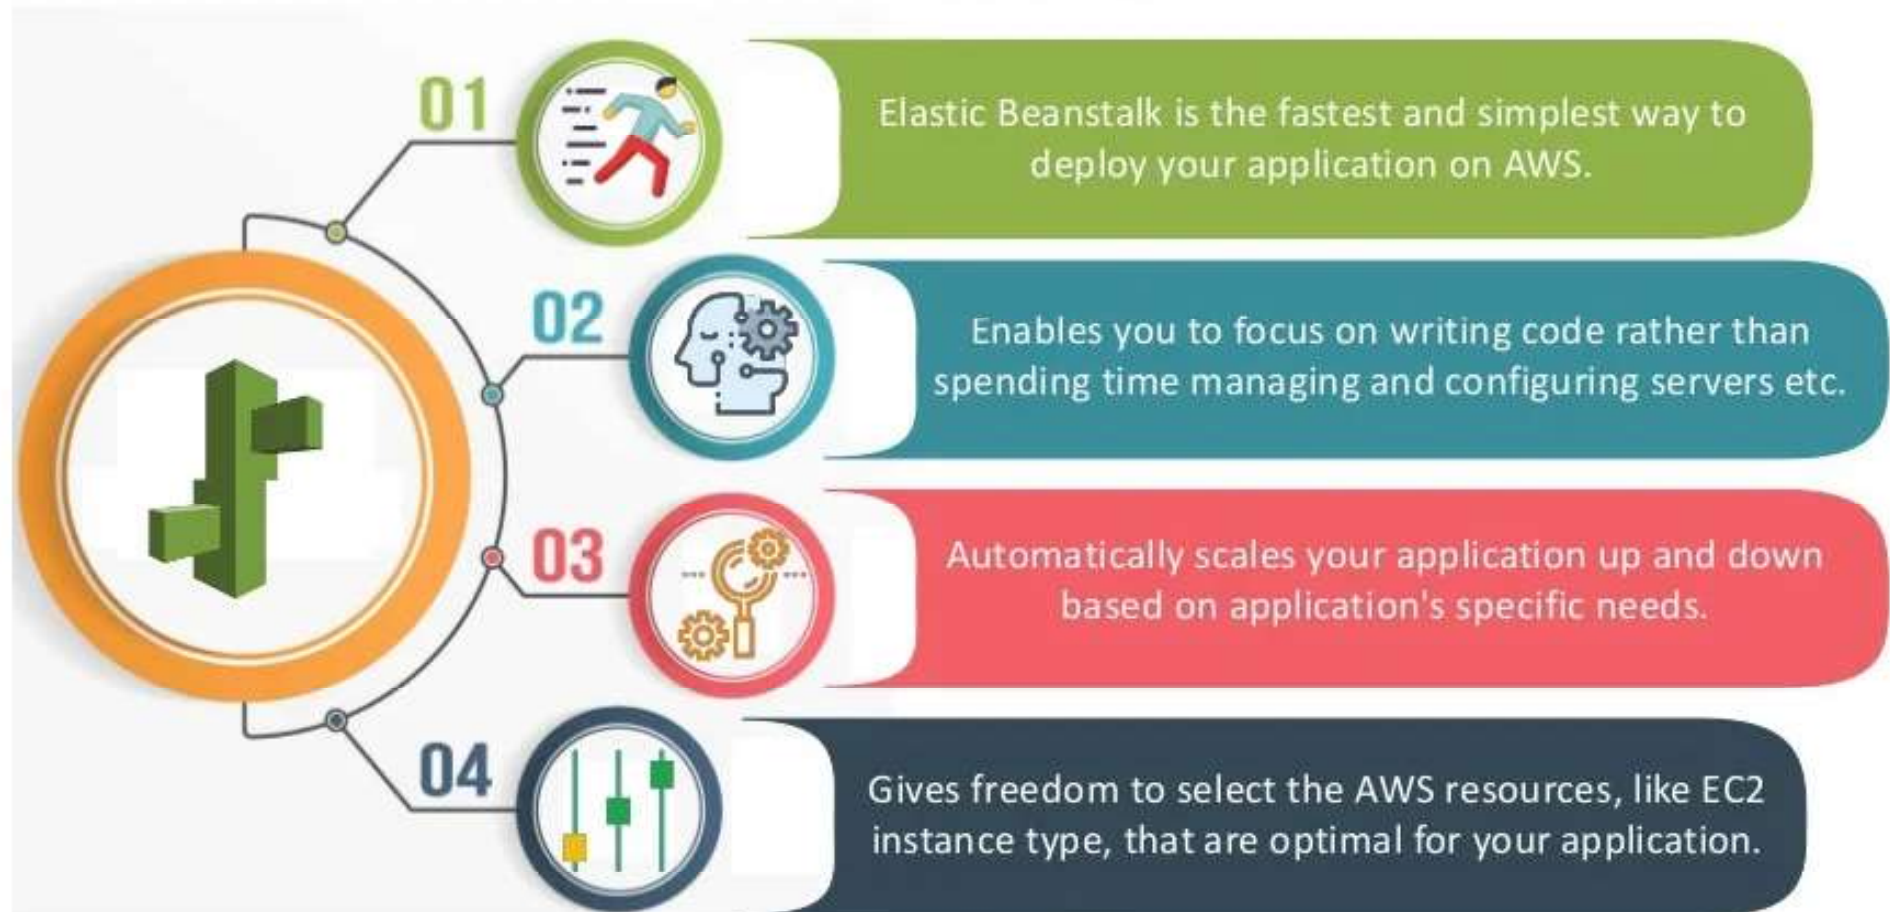 01
Elastic Beanstalk is the fastest and simplest way to
deploy your application on AWS.
02
Enables you to focus on writing code rather than
spending time managing and configuring servers etc.
03
Automatically scales your application up and down
based on application's specific needs.
04
Gives freedom to select the AWS resources, like EC2
instance type, that are optimal for your application.